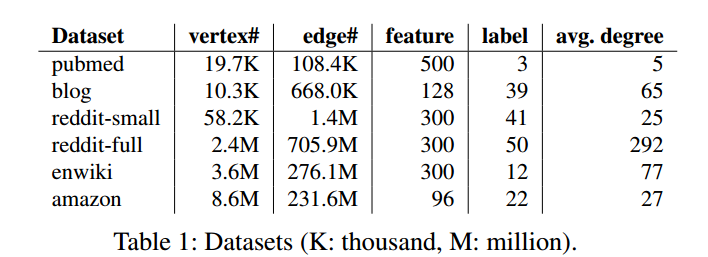 Dataset vertex# edge# feature label avg. degree
pubmed 19.7K 108.4K 500 3 5
blog 10.3K 668.0K 128 39 65
reddit-small 58.2K 1.4M 300 41 25
reddit-full 2.4M 705.9M 300 50 292
enwiki 3.6M 276.1M 300 12 77
amazon 8.6M 231.6M 96 22 27
Table 1: Datasets (K: thousand, M: million).